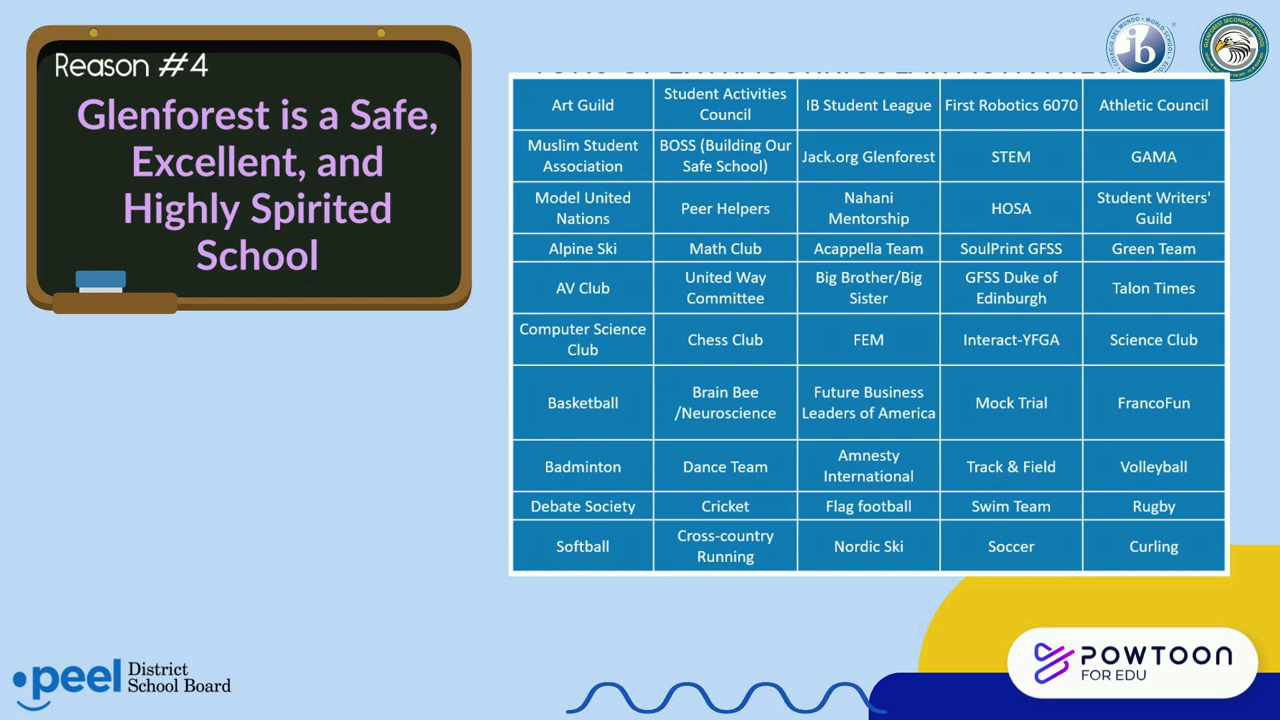 Reason #4
Glenforest is a Safe,
Excellent, and
Highly Spirited
School
Art Guild
Student Activities
Council
IB Student League
First Robotics 6070
Athletic Council
Muslim Student
Association
BOSS (Building Our
Safe School)
Jack.org Glenforest
STEM
GAMA
Model United
Nations
Peer Helpers
Nahani
Mentorship
HOSA
Student Writers'
Guild
Alpine Ski
Math Club
Acappella Team
SoulPrint GFSS
Green Team
AV Club
United Way
Committee
Big Brother/Big
Sister
GFSS Duke of
Edinburgh
Talon Times
Computer Science
Club
Chess Club
FEM
Interact-YFGA
Science Club
Basketball
Brain Bee
/Neuroscience
Future Business
Leaders of America
Mock Trial
FrancoFun
Badminton
Dance Team
Amnesty
International
Track & Field
Volleyball
Debate Society
Cricket
Flag football
Swim Team
Rugby
Softball
Cross-country
Running
Nordic Ski
Soccer
Curling
peel
District
School Board
POWTOON
FOR EDU
ib